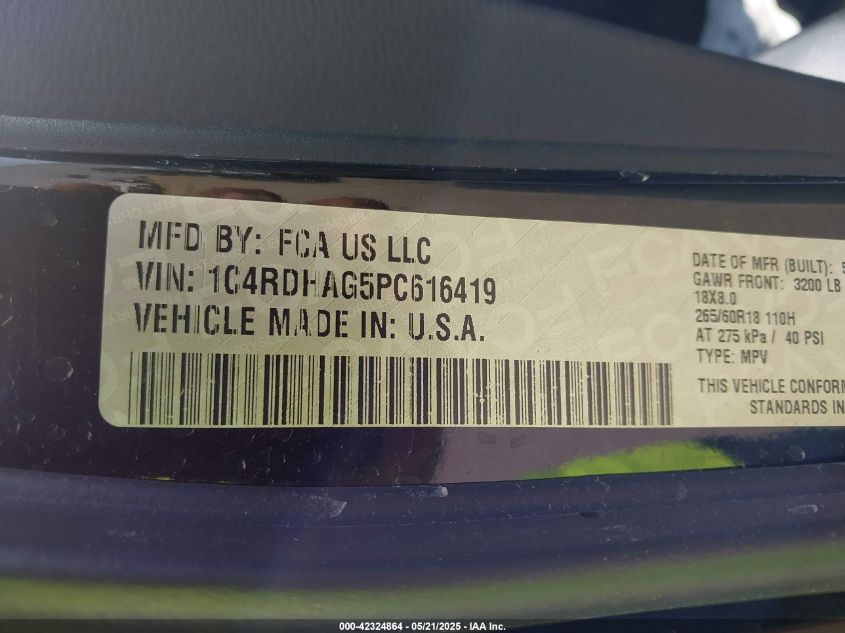 MFD BY: FCA US LLC
VIN: 1C4RDHAG5PC616419
VEHICLE MADE IN: U.S.A.
DATE OF MFR (BUILT): 5
GAWR FRONT: 3200 LB
18X8.0
265/60R18 110H
AT 275 kPa / 40 PSI
TYPE: MPV
THIS VEHICLE CONFORM
STANDARDS IN
000-42324864 / 05/21/2025 / IAA Inc.